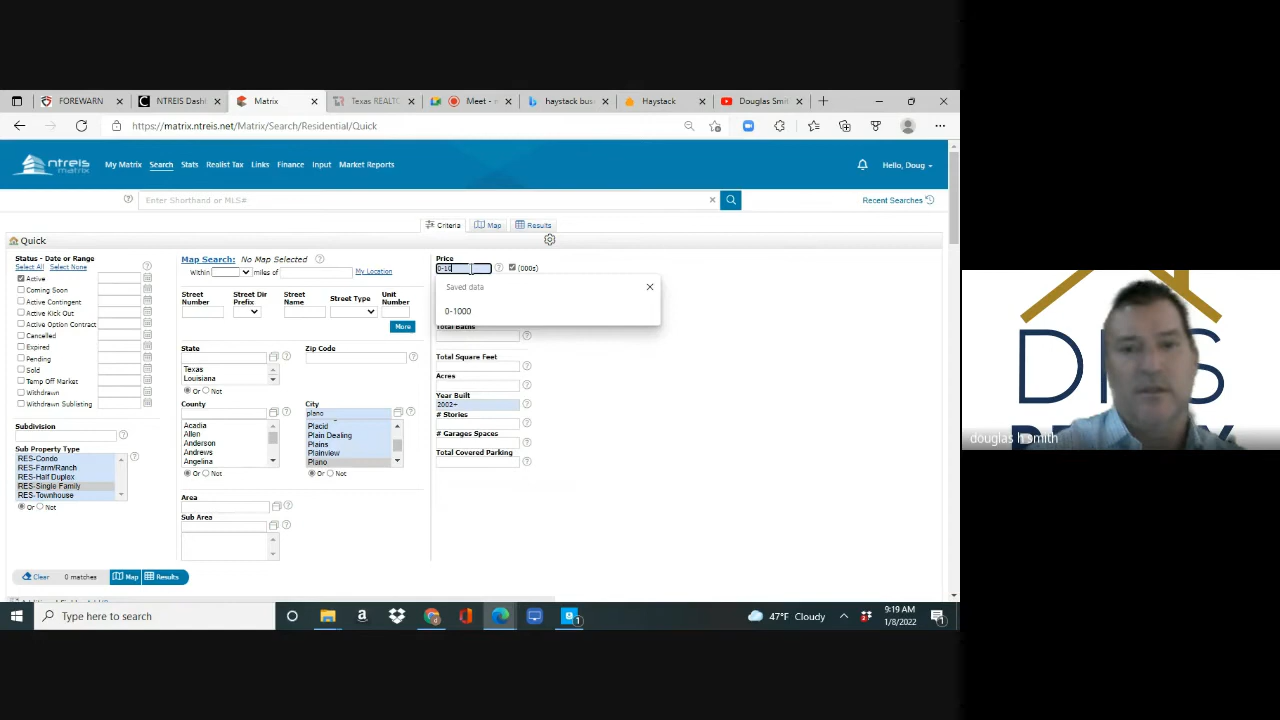 FOREWARN
NTREIS Dash
Matrix
Texas REALTO
Meet -
haystack bus
Haystack
Douglas Smi
https://matrix.ntreis.net/Matrix/Search/Residential/Quick
ntreis
matrix
My Matrix Search Stats Realist Tax Links Finance Input Market Reports
Hello, Doug
Enter Shorthand or MLS#
Recent Searches
Criteria Map Results
Quick
Status - Date or Range
Select All Select None
Active
Coming Soon
Active Contingent
Active Kick Out
Active Option Contract
Cancelled
Expired
Pending
Sold
Temp Off Market
Withdrawn
Withdrawn Sublisting
Subdivision
Sub Property Type
RES-Condo
RES-Farm/Ranch
RES-Half Duplex
RES-Single Family
RES-Townhouse
Or Not
Map Search: No Map Selected
Within miles of My Location
Street Number
Street Dir Prefix
Street Name
Street Type
Unit Number
More
State
Texas
Louisiana
Or Not
Zip Code
County
Acadia
Allen
Anderson
Andrews
Angelina
Or Not
City
plano
Placid
Plain Dealing
Plains
Plainview
Plano
Or Not
Area
Sub Area
Price
0-10
(000s)
Saved data
0-1000
Total Baths
Total Square Feet
Acres
Year Built
2002+
# Stories
# Garages Spaces
Total Covered Parking
Clear 0 matches Map Results
Type here to search
47°F Cloudy
9:19 AM
1/8/2022
1
1
douglas h smith